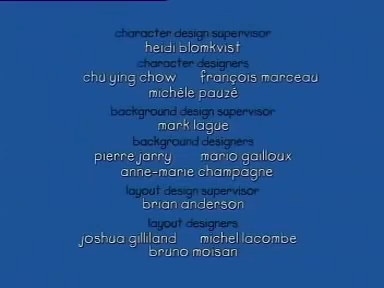 character design supervisor
heidi blomkvist
character designers
chu ying chow françois marceau
michéle pauzé
background design supervisor
mark lague
background designers
pierre jarry mario gailloux
anne-marie champagne
layout design supervisor
brian anderson
layout designers
joshua gilliland michel lacombe
bruno moisan